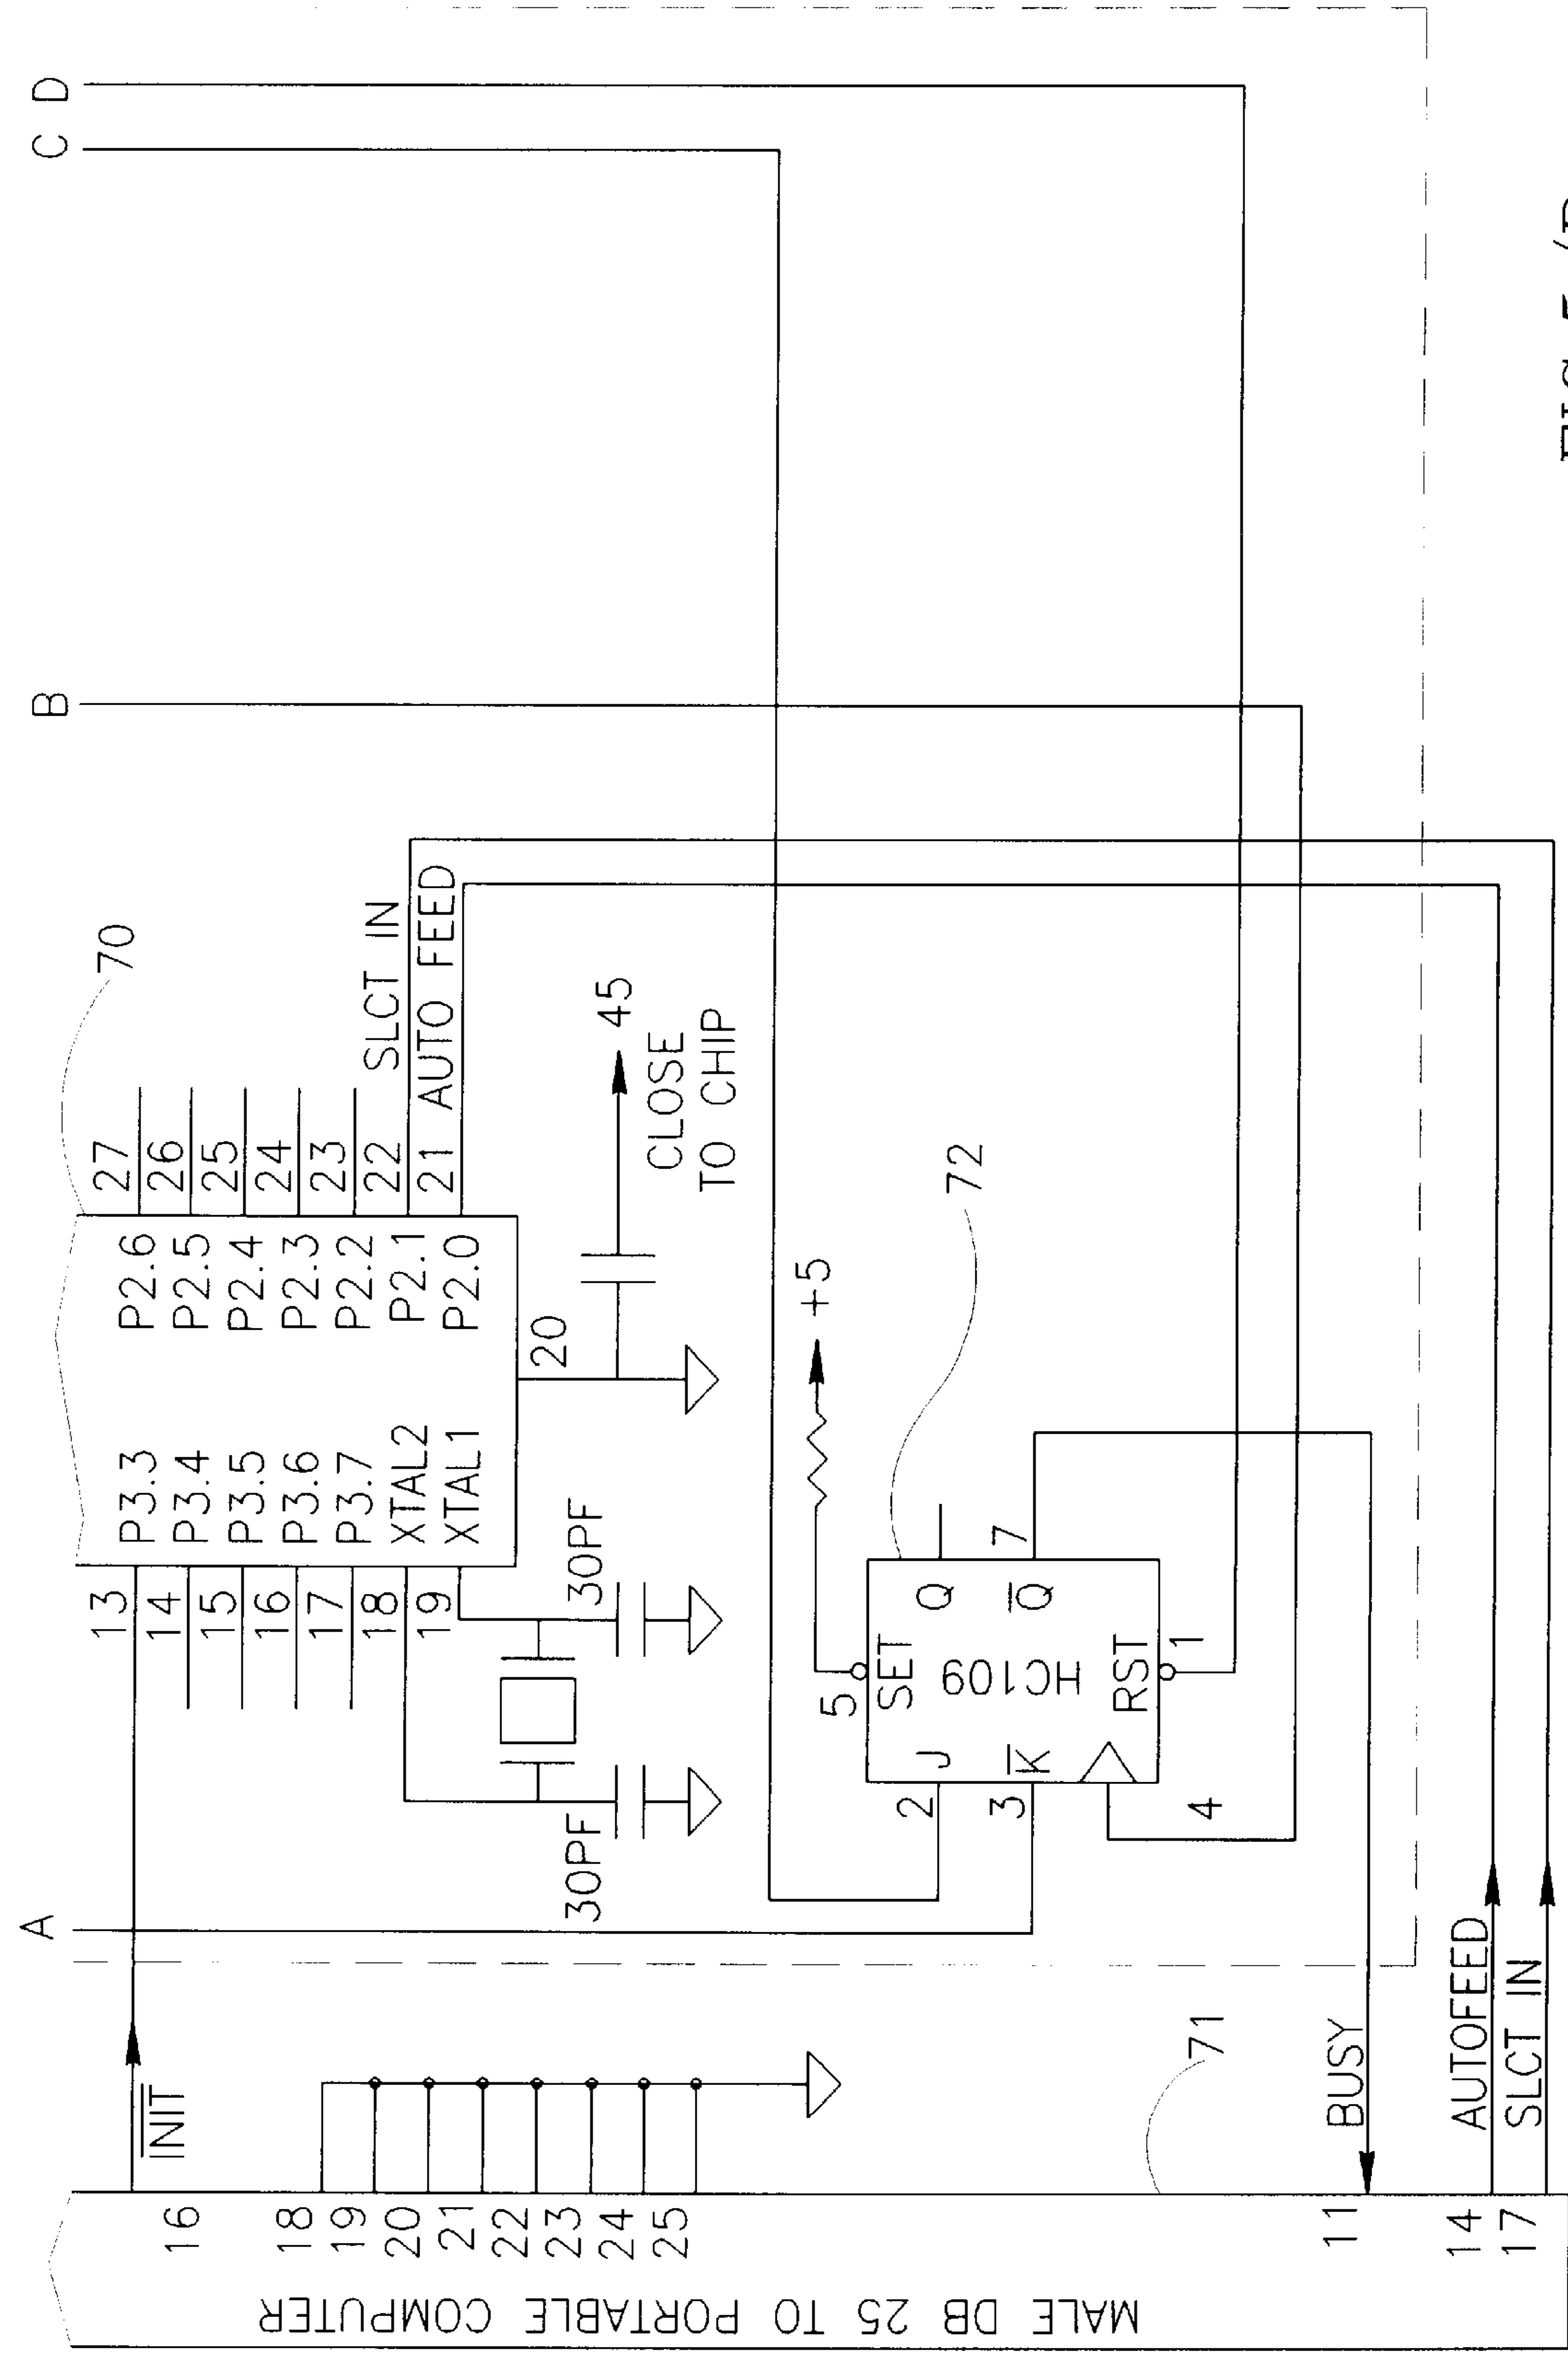 A
B
C
D
70
13
P3.3
P2.6
27
14
P3.4
P2.5
26
15
P3.5
P2.4
25
16
P3.6
P2.3
24
17
P3.7
P2.2
23
18
XTAL2
P2.1
22
SLCT IN
19
XTAL1
P2.0
21
AUTO FEED
20
45
CLOSE
TO CHIP
30PF
30PF
+5
72
5
SET
2
J
Q
HC109
3
K̅
Q̅
7
4
RST
1
71
16
I̅N̅I̅T̅
18
19
20
21
22
23
24
25
11
BUSY
14
AUTOFEED
17
SLCT IN
MALE DB 25 TO PORTABLE COMPUTER